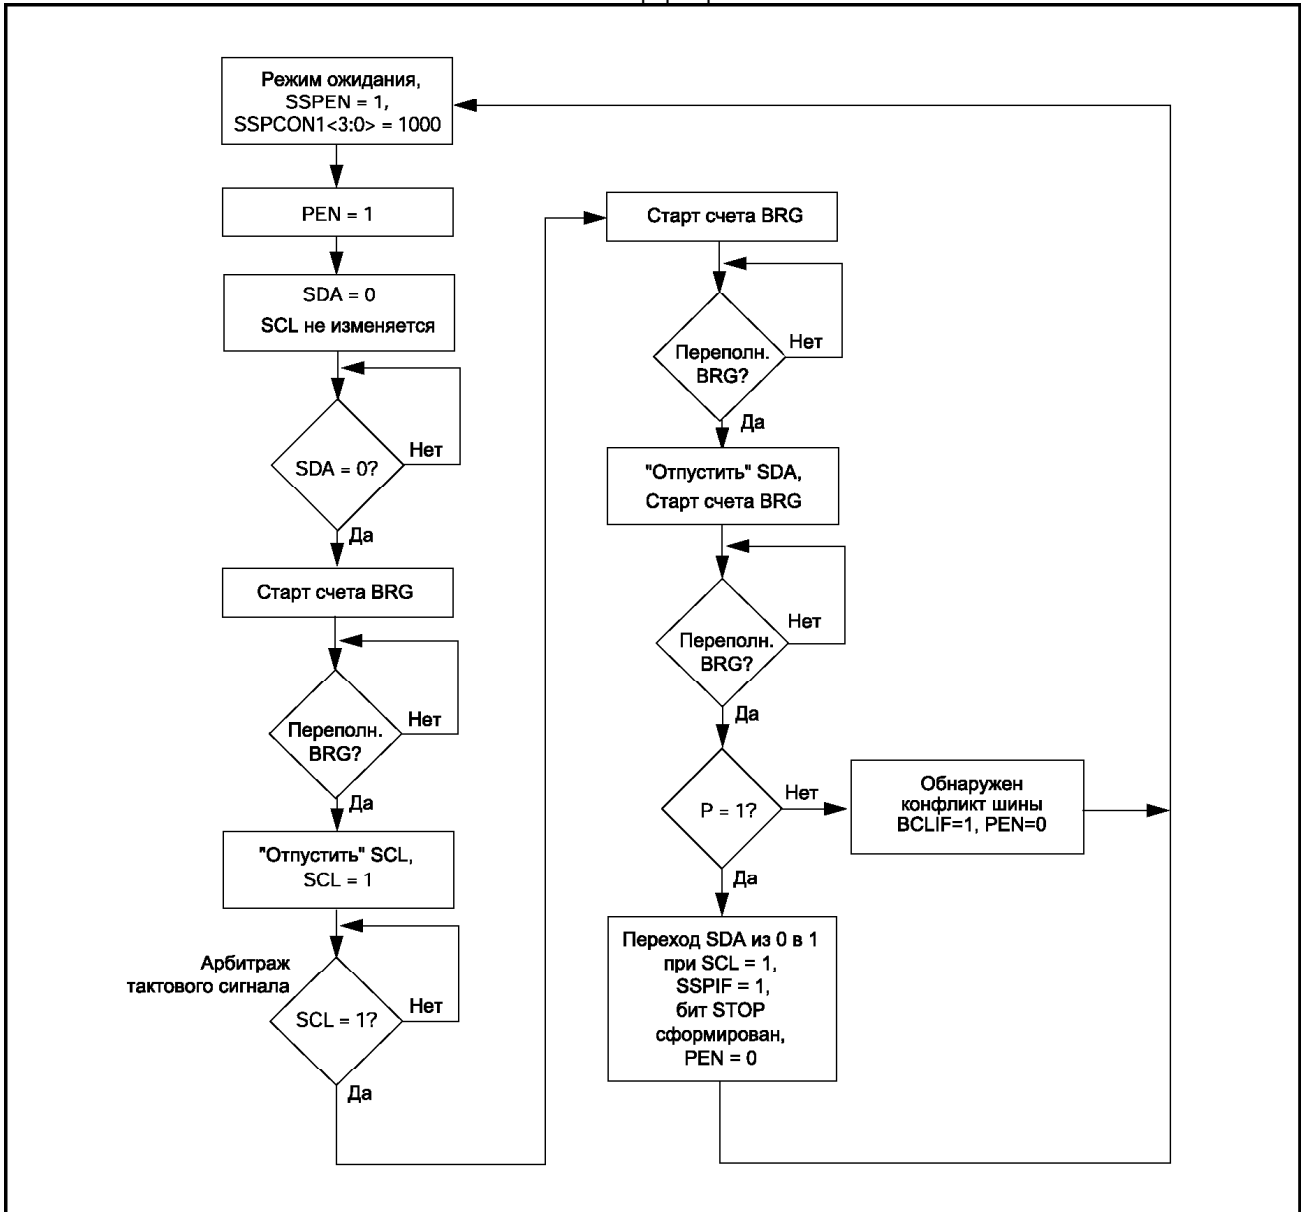 Режим ожидания,
SSPEN = 1,
SSPCON1<3:0> = 1000
PEN = 1
SDA = 0
SCL не изменяется
SDA = 0?
Нет
Да
Старт счета BRG
Переполн.
BRG?
Нет
Да
"Отпустить" SCL,
SCL = 1
Арбитраж
тактового сигнала
SCL = 1?
Нет
Да
Старт счета BRG
Переполн.
BRG?
Нет
Да
"Отпустить" SDA,
Старт счета BRG
Переполн.
BRG?
Нет
Да
P = 1?
Нет
Обнаружен
конфликт шины
BCLIF=1, PEN=0
Да
Переход SDA из 0 в 1
при SCL = 1,
SSPIF = 1,
бит STOP
сформирован,
PEN = 0